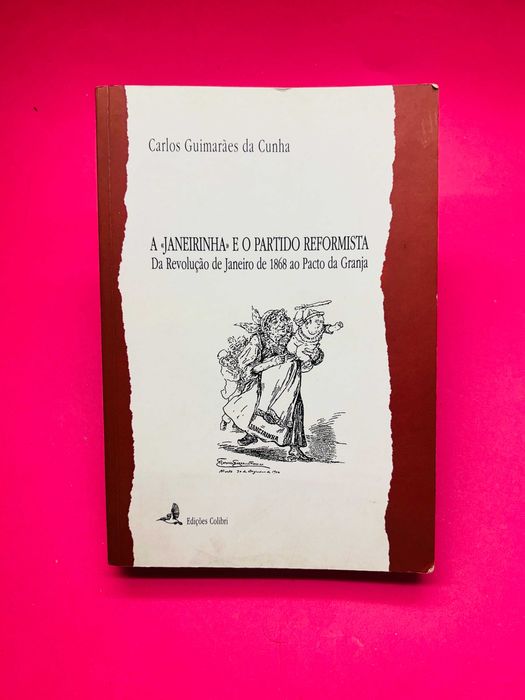 Carlos Guimarães da Cunha
A «JANEIRINHA» E O PARTIDO REFORMISTA
Da Revolução de Janeiro de 1868 ao Pacto da Granja
JANEIRINHA
Edições Colibri